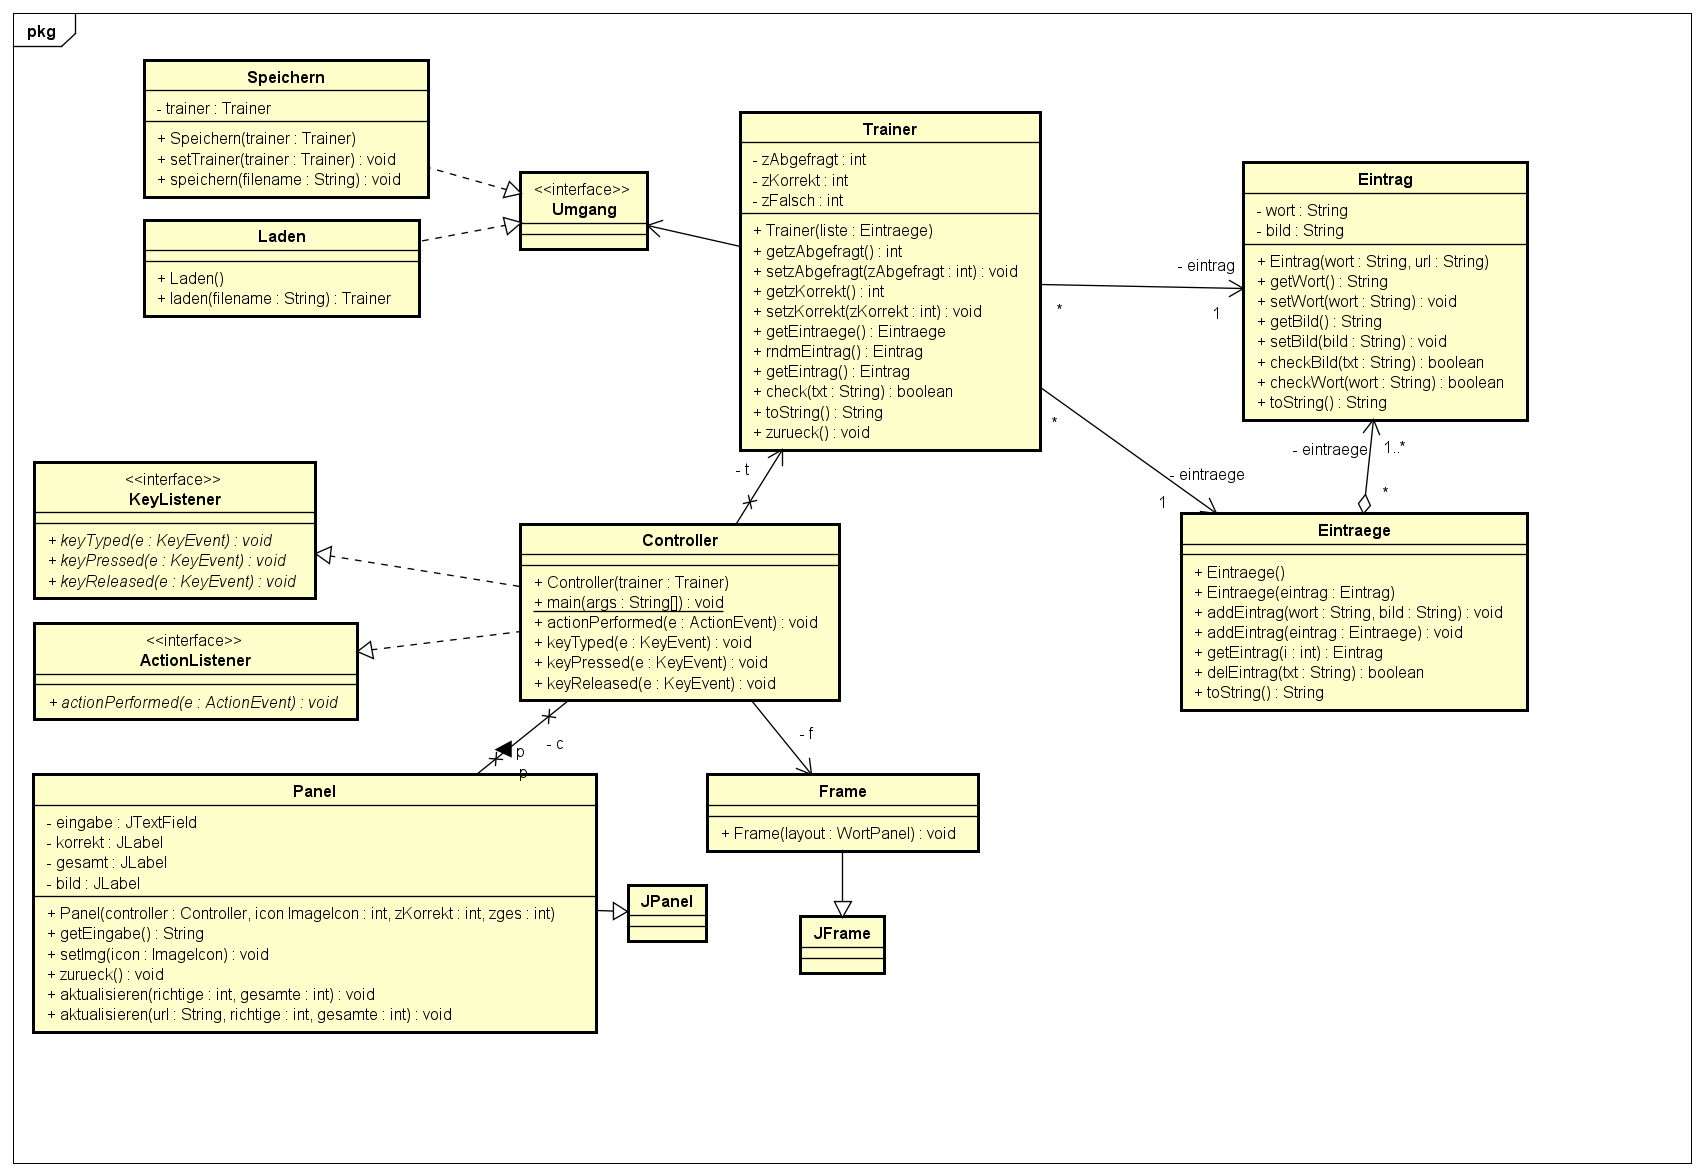 pkg
Speichern
- trainer : Trainer
+ Speichern(trainer : Trainer)
+ setTrainer(trainer : Trainer) : void
+ speichern(filename : String) : void
Laden
+ Laden()
+ laden(filename : String) : Trainer
<<interface>>
Umgang
Trainer
- zAbgefragt : int
- zKorrekt : int
- zFalsch : int
+ Trainer(liste : Eintraege)
+ getzAbgefragt() : int
+ setzAbgefragt(zAbgefragt : int) : void
+ getzKorrekt() : int
+ setzKorrekt(zKorrekt : int) : void
+ getEintraege() : Eintraege
+ rndmEintrag() : Eintrag
+ getEintrag() : Eintrag
+ check(txt : String) : boolean
+ toString() : String
+ zurueck() : void
Eintrag
- wort : String
- bild : String
+ Eintrag(wort : String, url : String)
+ getWort() : String
+ setWort(wort : String) : void
+ getBild() : String
+ setBild(bild : String) : void
+ checkBild(txt : String) : boolean
+ checkWort(wort : String) : boolean
+ toString() : String
- eintrag
*
1
- eintraege
1..*
*
*
- eintraege
1
- t
Eintraege
+ Eintraege()
+ Eintraege(eintrag : Eintrag)
+ addEintrag(wort : String, bild : String) : void
+ addEintrag(eintrag : Eintraege) : void
+ getEintrag(i : int) : Eintrag
+ delEintrag(txt : String) : boolean
+ toString() : String
<<interface>>
KeyListener
+ keyTyped(e : KeyEvent) : void
+ keyPressed(e : KeyEvent) : void
+ keyReleased(e : KeyEvent) : void
<<interface>>
ActionListener
+ actionPerformed(e : ActionEvent) : void
Controller
+ Controller(trainer : Trainer)
+ main(args : String[]) : void
+ actionPerformed(e : ActionEvent) : void
+ keyTyped(e : KeyEvent) : void
+ keyPressed(e : KeyEvent) : void
+ keyReleased(e : KeyEvent) : void
- c
p
p
- f
Panel
- eingabe : JTextField
- korrekt : JLabel
- gesamt : JLabel
- bild : JLabel
+ Panel(controller : Controller, icon ImageIcon : int, zKorrekt : int, zges : int)
+ getEingabe() : String
+ setImg(icon : ImageIcon) : void
+ zurueck() : void
+ aktualisieren(richtige : int, gesamte : int) : void
+ aktualisieren(url : String, richtige : int, gesamte : int) : void
JPanel
Frame
+ Frame(layout : WortPanel) : void
JFrame